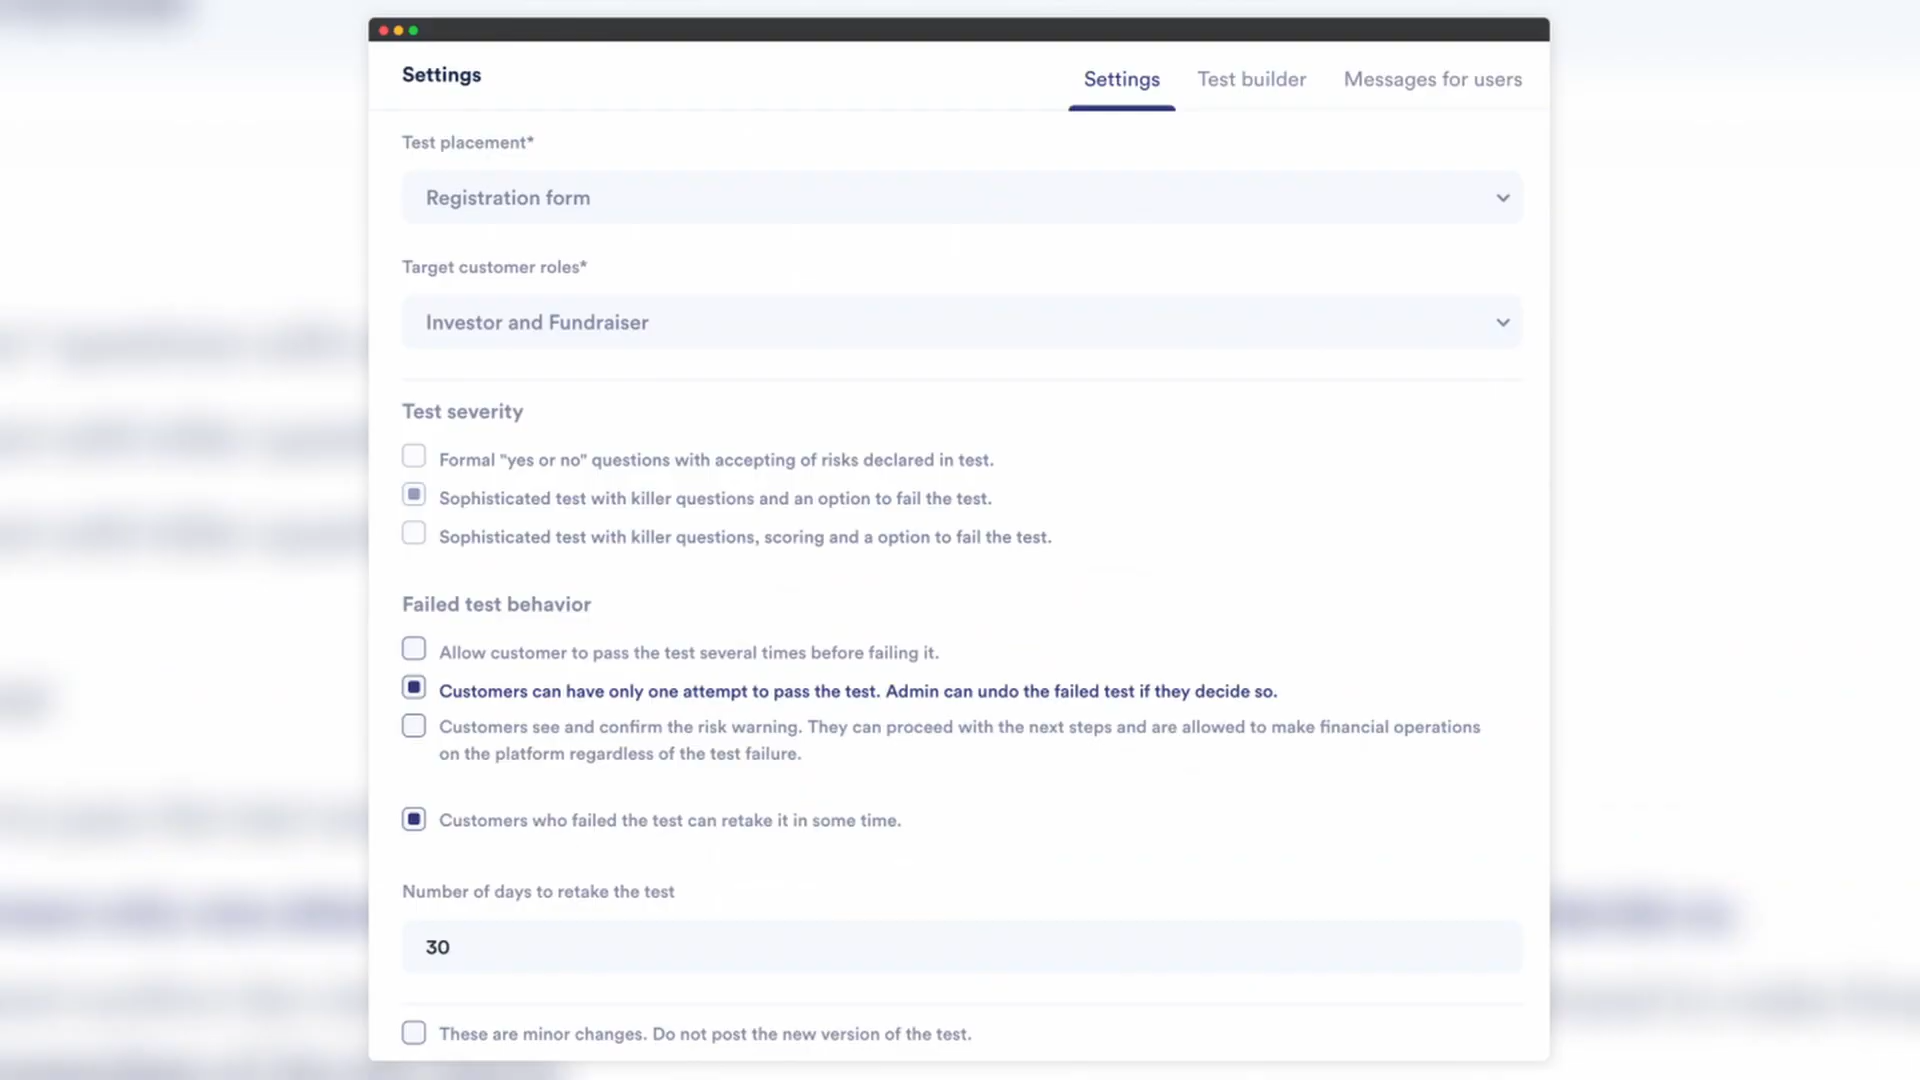 Settings
Settings
Test builder
Messages for users
Test placement*
Registration form
Target customer roles*
Investor and Fundraiser
Test severity
Formal "yes or no" questions with accepting of risks declared in test.
Sophisticated test with killer questions and an option to fail the test.
Sophisticated test with killer questions, scoring and a option to fail the test.
Failed test behavior
Allow customer to pass the test several times before failing it.
Customers can have only one attempt to pass the test. Admin can undo the failed test if they decide so.
Customers see and confirm the risk warning. They can proceed with the next steps and are allowed to make financial operations
on the platform regardless of the test failure.
Customers who failed the test can retake it in some time.
Number of days to retake the test
30
These are minor changes. Do not post the new version of the test.